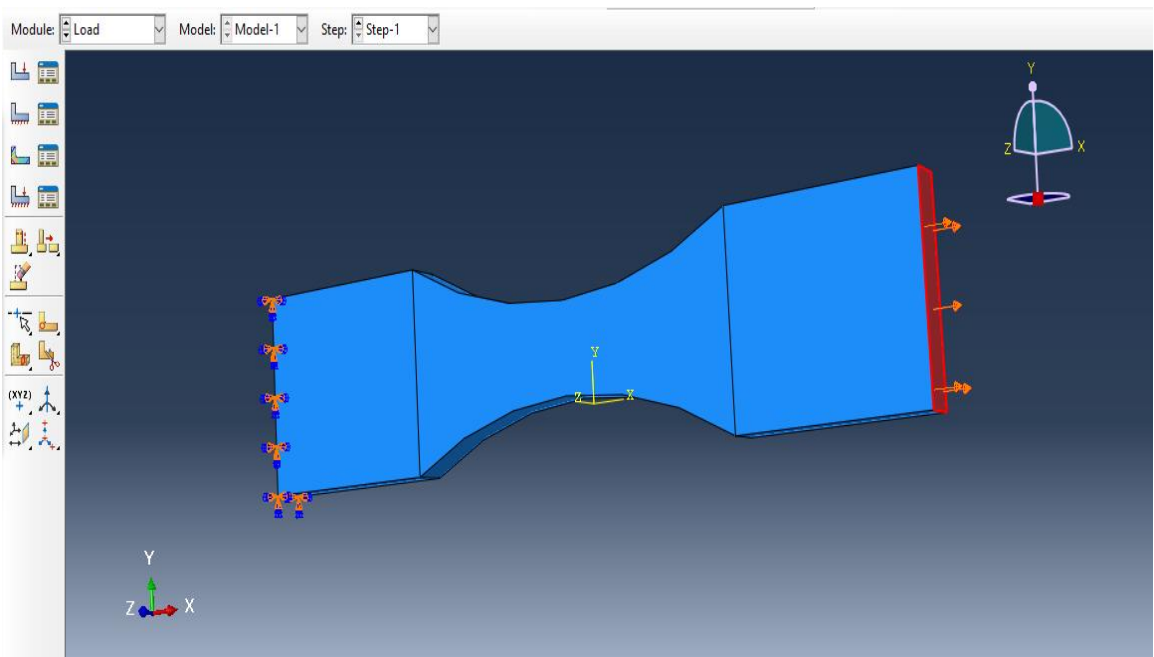 Module: Load Model: Model-1 Step: Step-1
Y
Z X
Y
Z X
(XYZ)
Y
Z X